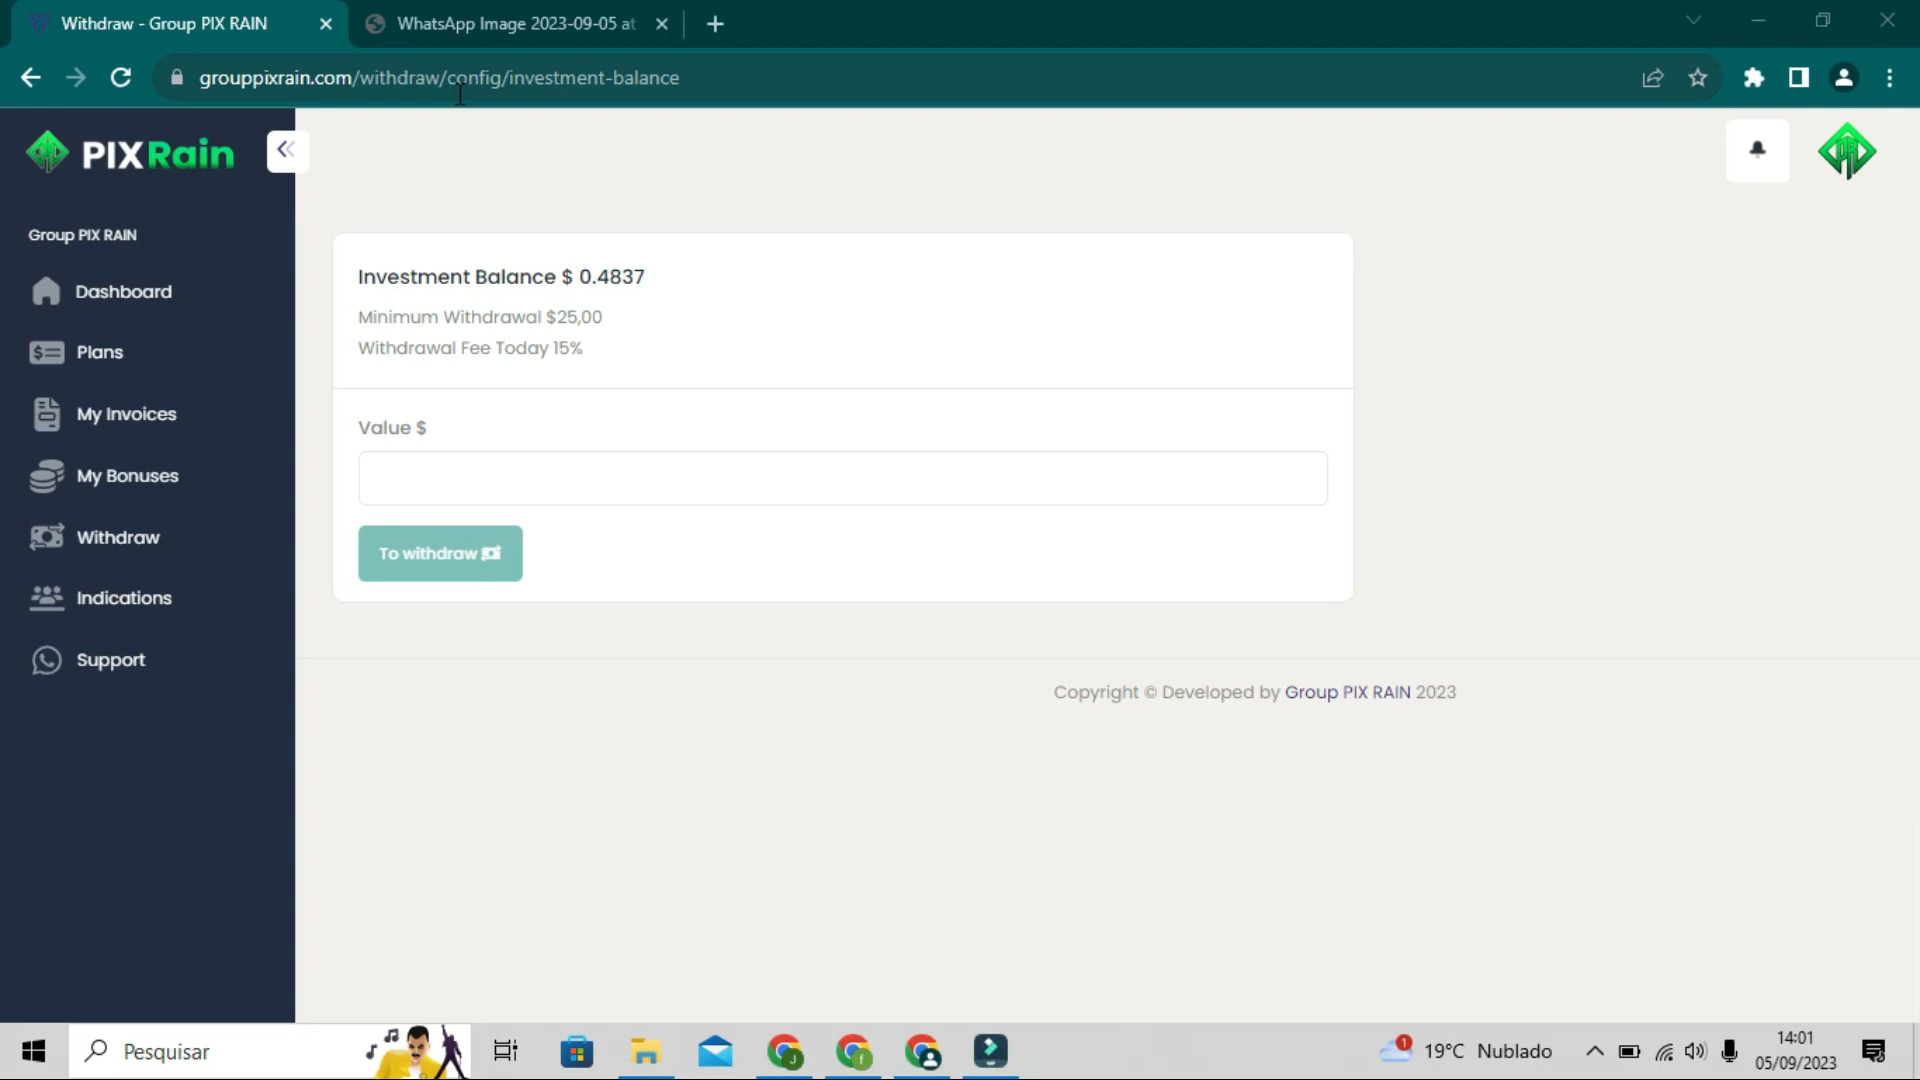 Withdraw - Group PIX RAIN
WhatsApp Image 2023-09-05 at
grouppixrain.com/withdraw/config/investment-balance
PIXRain
Group PIX RAIN
Dashboard
Plans
My Invoices
My Bonuses
Withdraw
Indications
Support
Investment Balance $ 0.4837
Minimum Withdrawal $25,00
Withdrawal Fee Today 15%
Value $
To withdraw
Copyright © Developed by Group PIX RAIN 2023
Pesquisar
J
f
1
19°C Nublado
14:01
05/09/2023